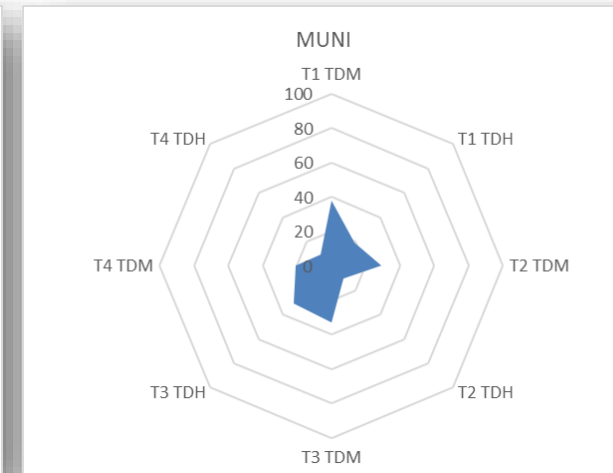 MUNI
T1 TDM
100
T4 TDH
T1 TDH
80
60
40
20
T4 TDM
0
T2 TDM
T3 TDH
T2 TDH
T3 TDM